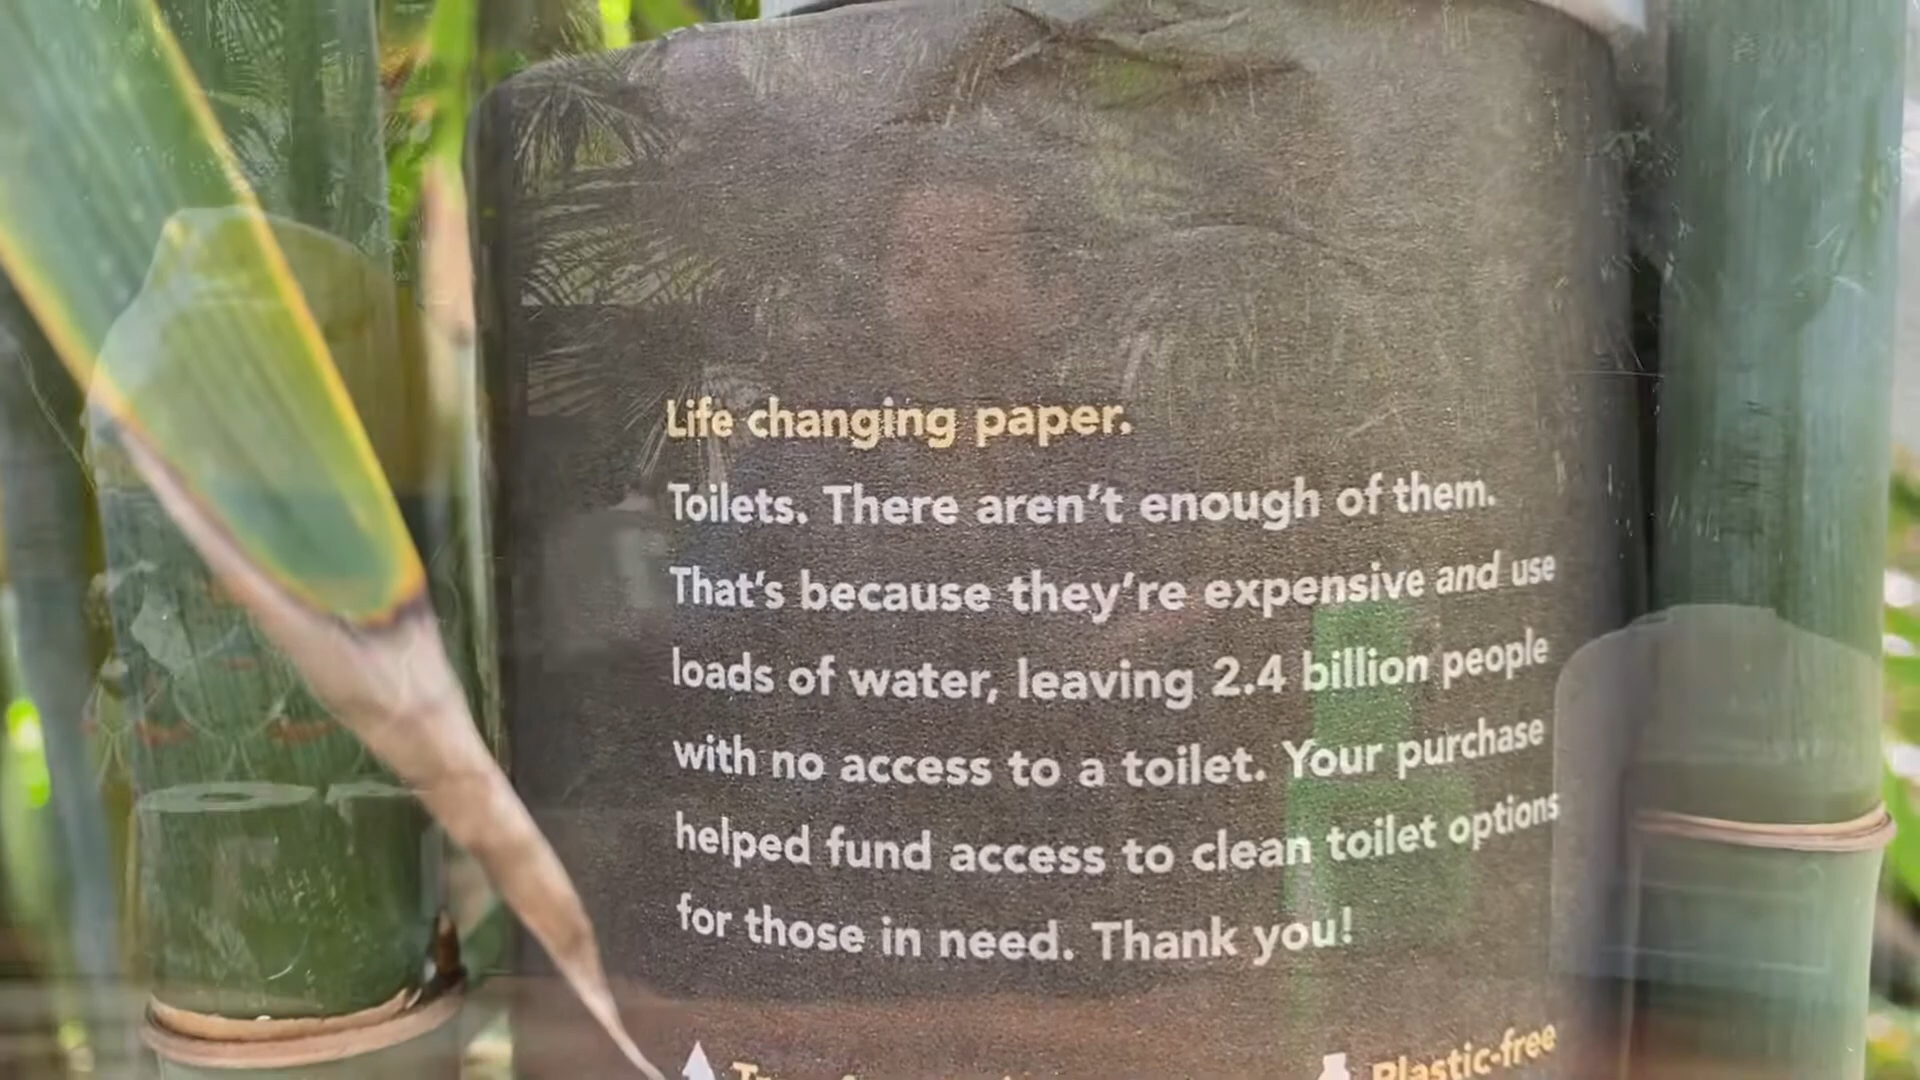 Life changing paper.
Toilets. There aren't enough of them.
That's because they're expensive and use
loads of water, leaving 2.4 billion people
with no access to a toilet. Your purchase
helped fund access to clean toilet options
for those in need. Thank you!
Plastic-free